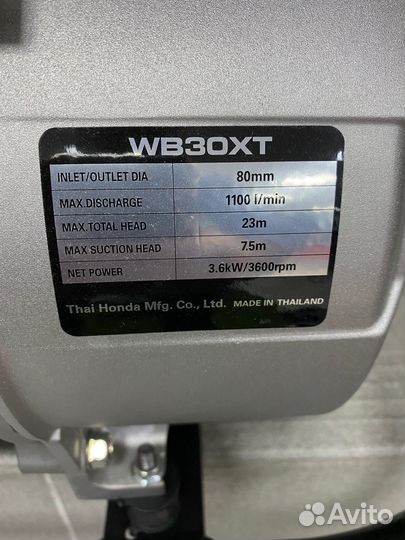 WB30XT
INLET/OUTLET DIA 80mm
MAX.DISCHARGE 1100 l/min
MAX.TOTAL HEAD 23m
MAX SUCTION HEAD 7.5m
NET POWER 3.6kW/3600rpm
Thai Honda Mfg. Co., Ltd. MADE IN THAILAND
Avito